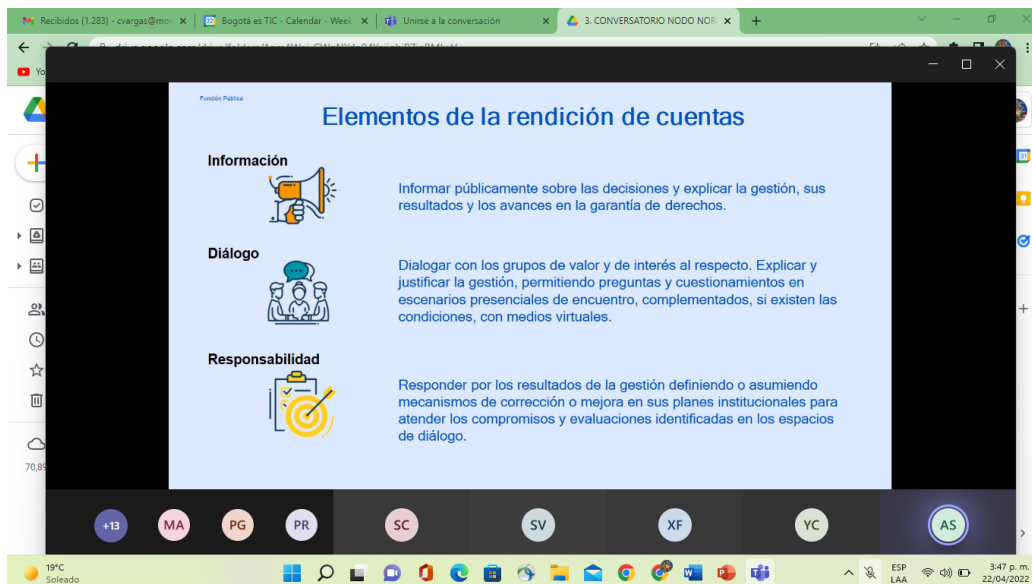 Recibidos (1.283) - cvargas@mo
Bogotá es TIC - Calendar - Week
Unirse a la conversación
3. CONVERSATORIO NODO NOR
Yo
Función Pública
Elementos de la rendición de cuentas
Información
Informar públicamente sobre las decisiones y explicar la gestión, sus
resultados y los avances en la garantía de derechos.
Diálogo
Dialogar con los grupos de valor y de interés al respecto. Explicar y
justificar la gestión, permitiendo preguntas y cuestionamientos en
escenarios presenciales de encuentro, complementados, si existen las
condiciones, con medios virtuales.
Responsabilidad
Responder por los resultados de la gestión definiendo o asumiendo
mecanismos de corrección o mejora en sus planes institucionales para
atender los compromisos y evaluaciones identificadas en los espacios
de diálogo.
70,89
+13
MA
PG
PR
SC
SV
XF
YC
AS
19°C
Soleado
ESP
LAA
3:47 p. m.
22/04/2022